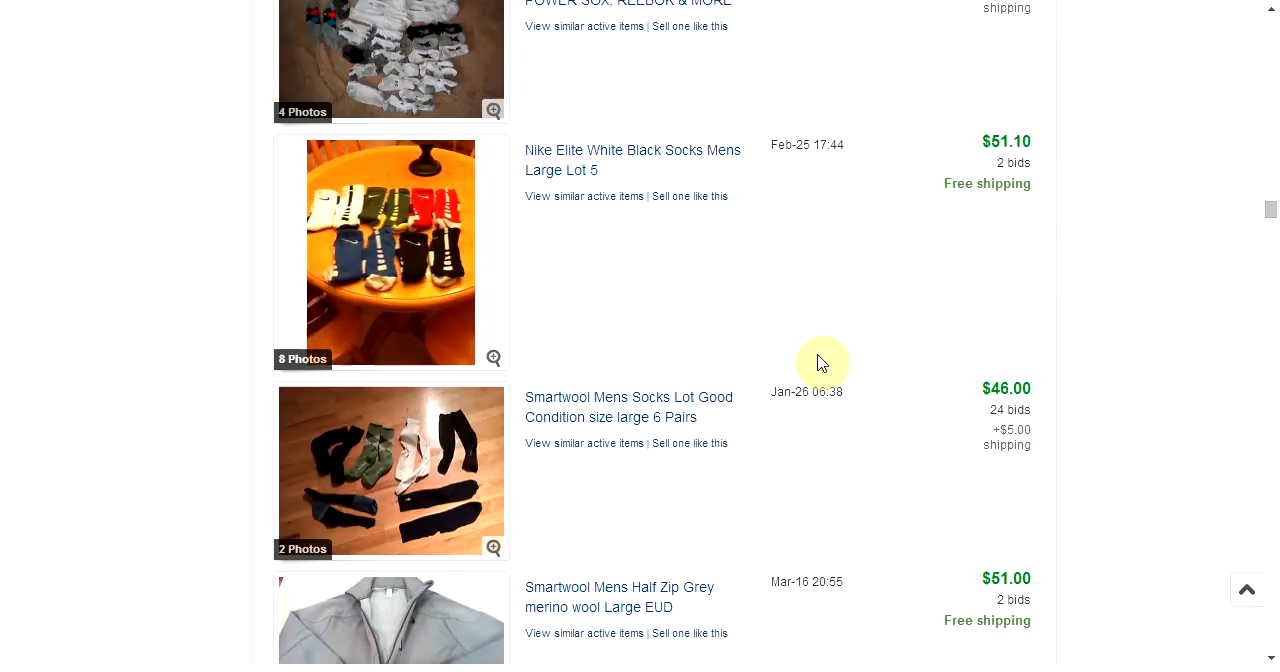 POWER SOX, REEBOK & MORE
shipping
View similar active items | Sell one like this
4 Photos
Nike Elite White Black Socks Mens
Large Lot 5
Feb-25 17:44
$51.10
2 bids
Free shipping
View similar active items | Sell one like this
8 Photos
Smartwool Mens Socks Lot Good
Condition size large 6 Pairs
Jan-26 06:38
$46.00
24 bids
+$5.00
shipping
View similar active items | Sell one like this
2 Photos
Smartwool Mens Half Zip Grey
merino wool Large EUD
Mar-16 20:55
$51.00
2 bids
Free shipping
View similar active items | Sell one like this